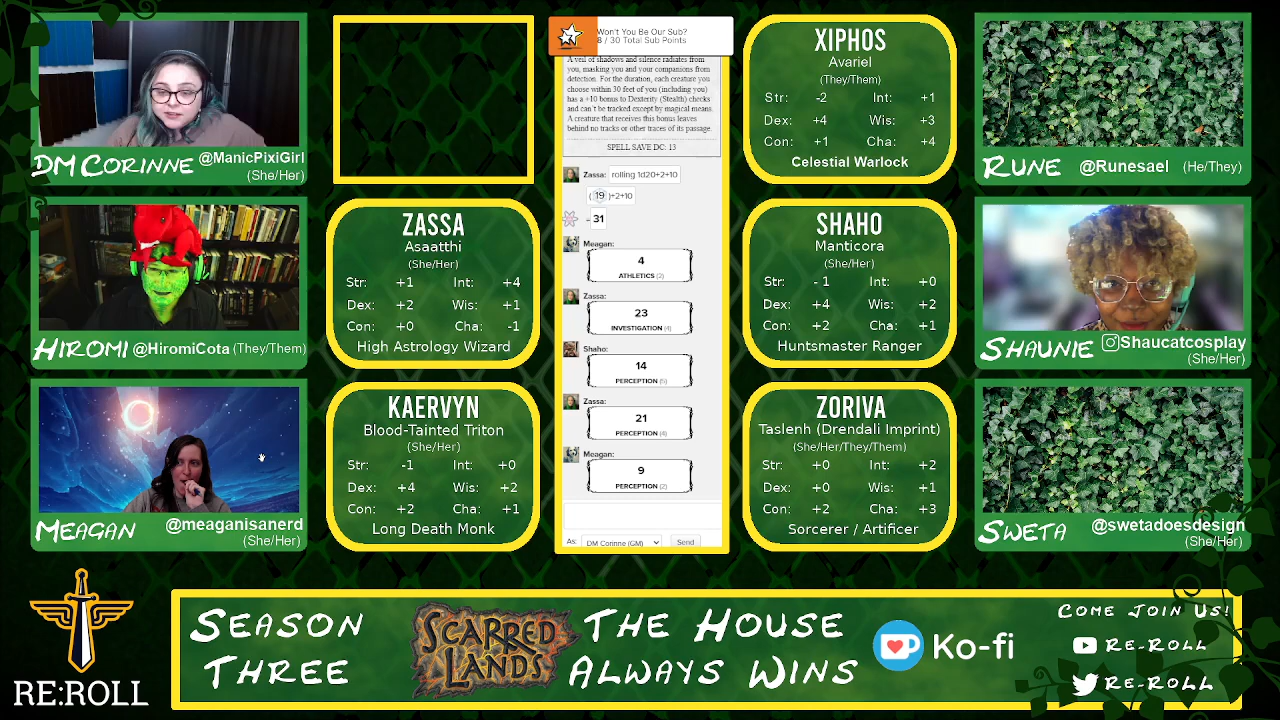 DM CORINNE @ManicPixiGirl
(She/Her)
HIROMI @HiromiCota (They/Them)
MEAGAN @meaganisanerd
(She/Her)
ZASSA
Asaatthi
(She/Her)
Str: +1 Int: +4
Dex: +2 Wis: +1
Con: +0 Cha: -1
High Astrology Wizard
KAERVYN
Blood-Tainted Triton
(She/Her)
Str: -1 Int: +0
Dex: +4 Wis: +2
Con: +2 Cha: +1
Long Death Monk
Won't You Be Our Sub?
8 / 30 Total Sub Points
A veil of shadows and silence radiates from
you, masking you and your companions from
detection. For the duration, each creature you
choose within 30 feet of you (including you)
has a +10 bonus to Dexterity (Stealth) checks
and can't be tracked except by magical means.
A creature that receives this bonus leaves
behind no tracks or other traces of its passage.
SPELL SAVE DC: 13
Zassa: rolling 1d20+2+10
(19)+2+10
=31
Meagan:
4
ATHLETICS (2)
Zassa:
23
INVESTIGATION (4)
Shaho:
14
PERCEPTION (5)
Zassa:
21
PERCEPTION (4)
Meagan:
9
PERCEPTION (2)
As: DM Corinne (GM) Send
XIPHOS
Avariel
(They/Them)
Str: -2 Int: +1
Dex: +4 Wis: +3
Con: +1 Cha: +4
Celestial Warlock
SHAHO
Manticora
(She/Her)
Str: - 1 Int: +0
Dex: +4 Wis: +2
Con: +2 Cha: +1
Huntsmaster Ranger
ZORIVA
Taslenh (Drendali Imprint)
(She/Her/They/Them)
Str: +0 Int: +2
Dex: +0 Wis: +1
Con: +2 Cha: +3
Sorcerer / Artificer
RUNE @Runesael (He/They)
SHAUNIE Shaucatcosplay
(She/Her)
SWETA @swetadoesdesign
(She/Her)
RE:ROLL
SEASON
THREE
SCARRED
LANDS
THE HOUSE
ALWAYS WINS
Ko-fi
COME JOIN US!
RE-ROLL
RE-ROLL